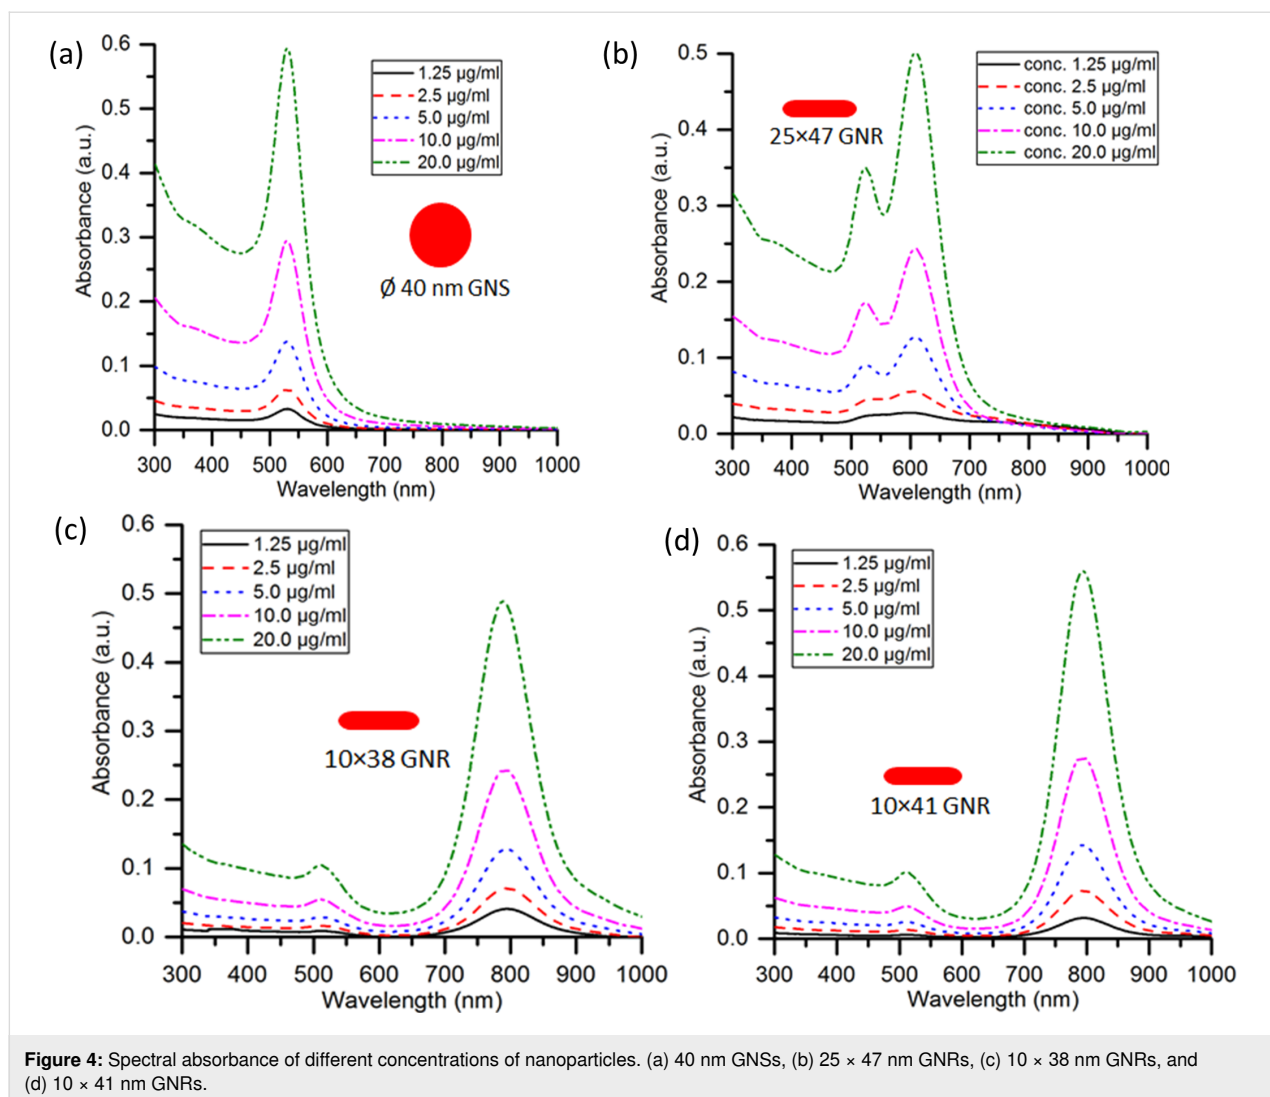 (a)
0.6
0.5
0.4
0.3
0.2
0.1
0.0
Absorbance (a.u.)
1.25 µg/ml
2.5 µg/ml
5.0 µg/ml
10.0 µg/ml
20.0 µg/ml
Ø 40 nm GNS
300 400 500 600 700 800 900 1000
Wavelength (nm)
(b)
0.5
0.4
0.3
0.2
0.1
0.0
Absorbance (a.u.)
conc. 1.25 µg/ml
conc. 2.5 µg/ml
conc. 5.0 µg/ml
conc. 10.0 µg/ml
conc. 20.0 µg/ml
25×47 GNR
300 400 500 600 700 800 900 1000
Wavelength (nm)
(c)
0.6
0.5
0.4
0.3
0.2
0.1
0.0
Absorbance (a.u.)
1.25 µg/ml
2.5 µg/ml
5.0 µg/ml
10.0 µg/ml
20.0 µg/ml
10×38 GNR
300 400 500 600 700 800 900 1000
Wavelength (nm)
(d)
0.6
0.5
0.4
0.3
0.2
0.1
0.0
Absorbance (a.u.)
1.25 µg/ml
2.5 µg/ml
5.0 µg/ml
10.0 µg/ml
20.0 µg/ml
10×41 GNR
300 400 500 600 700 800 900 1000
Wavelength (nm)
Figure 4: Spectral absorbance of different concentrations of nanoparticles. (a) 40 nm GNSs, (b) 25 × 47 nm GNRs, (c) 10 × 38 nm GNRs, and
(d) 10 × 41 nm GNRs.